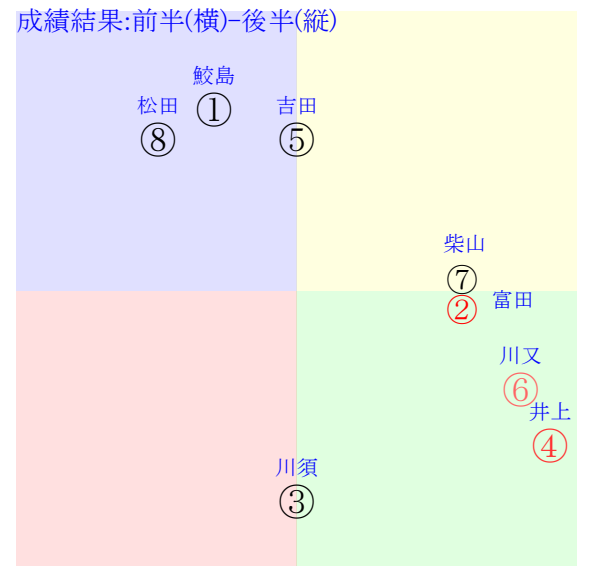 成績結果:前半(横)-後半(縦)
鮫島
①
松田
⑧
吉田
⑤
柴山
⑦
富田
②
川又
⑥
井上
④
川須
③